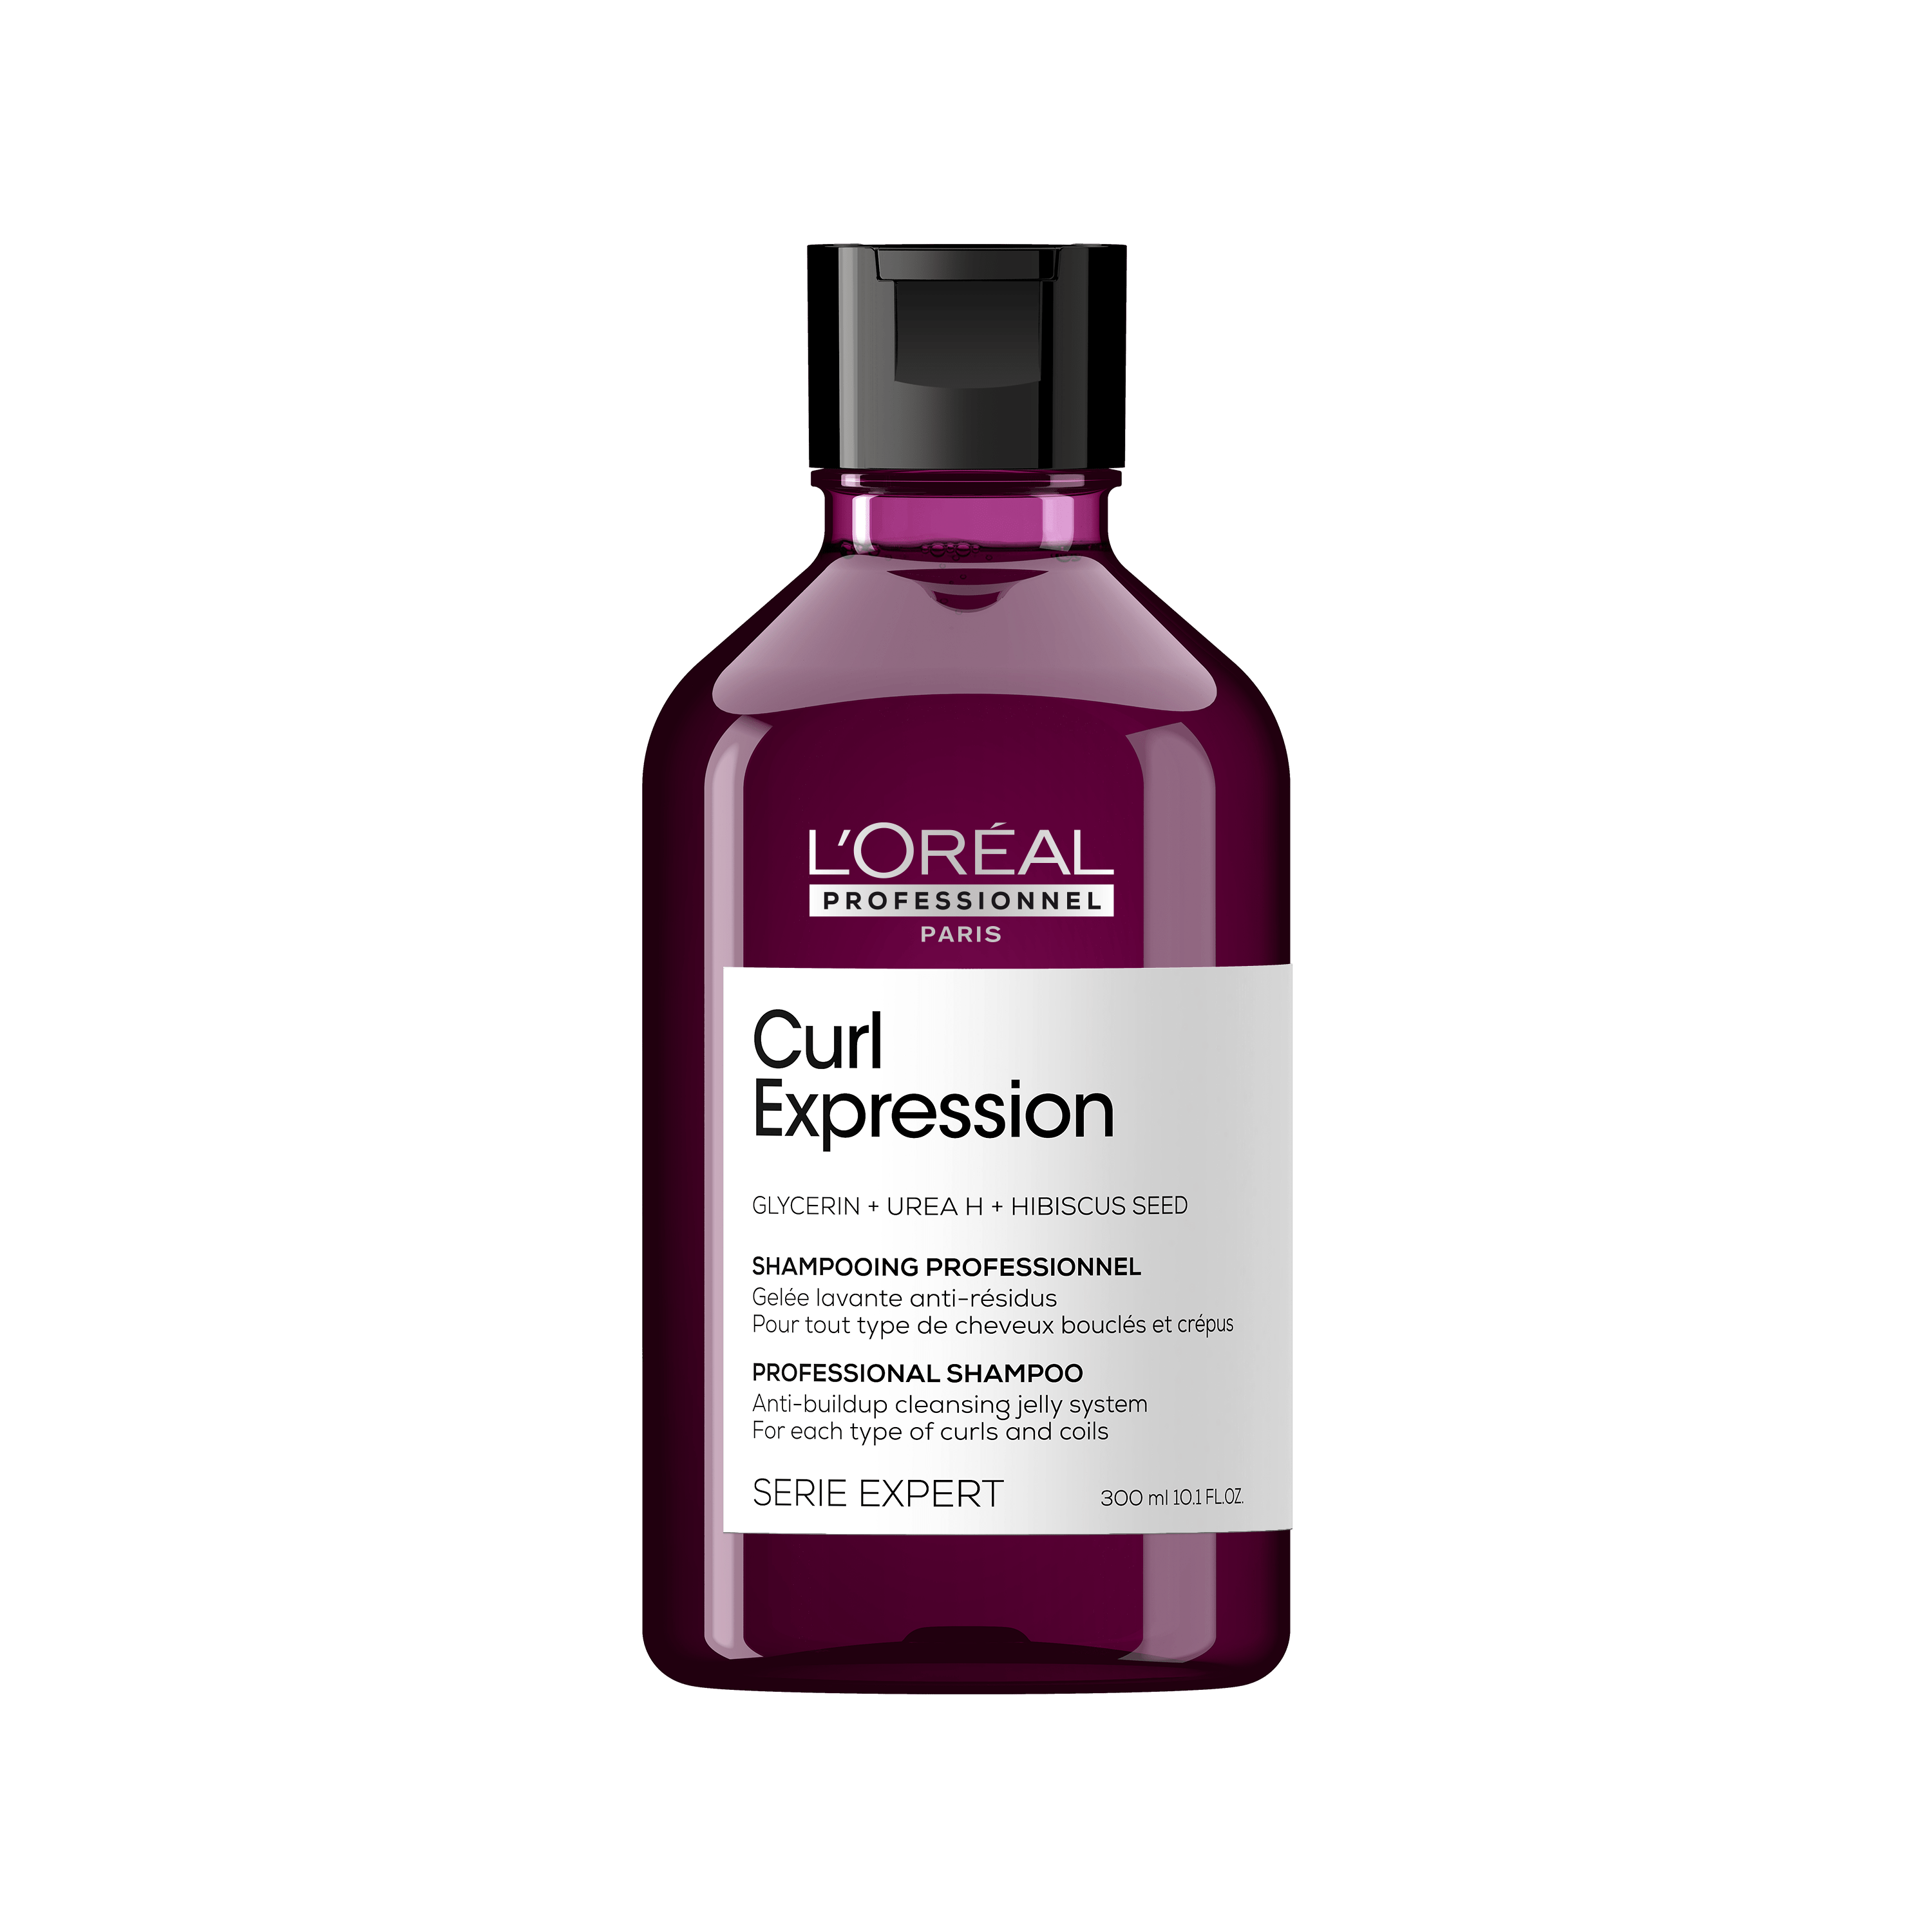 L'ORÉAL
PROFESSIONNEL
PARIS
Curl
Expression
GLYCERIN + UREA H + HIBISCUS SEED
SHAMPOOING PROFESSIONNEL
Gelée lavante anti-résidus
Pour tout type de cheveux bouclés et crépus
PROFESSIONAL SHAMPOO
Anti-buildup cleansing jelly system
For each type of curls and coils
SERIE EXPERT
300 ml 10.1 FL.OZ.